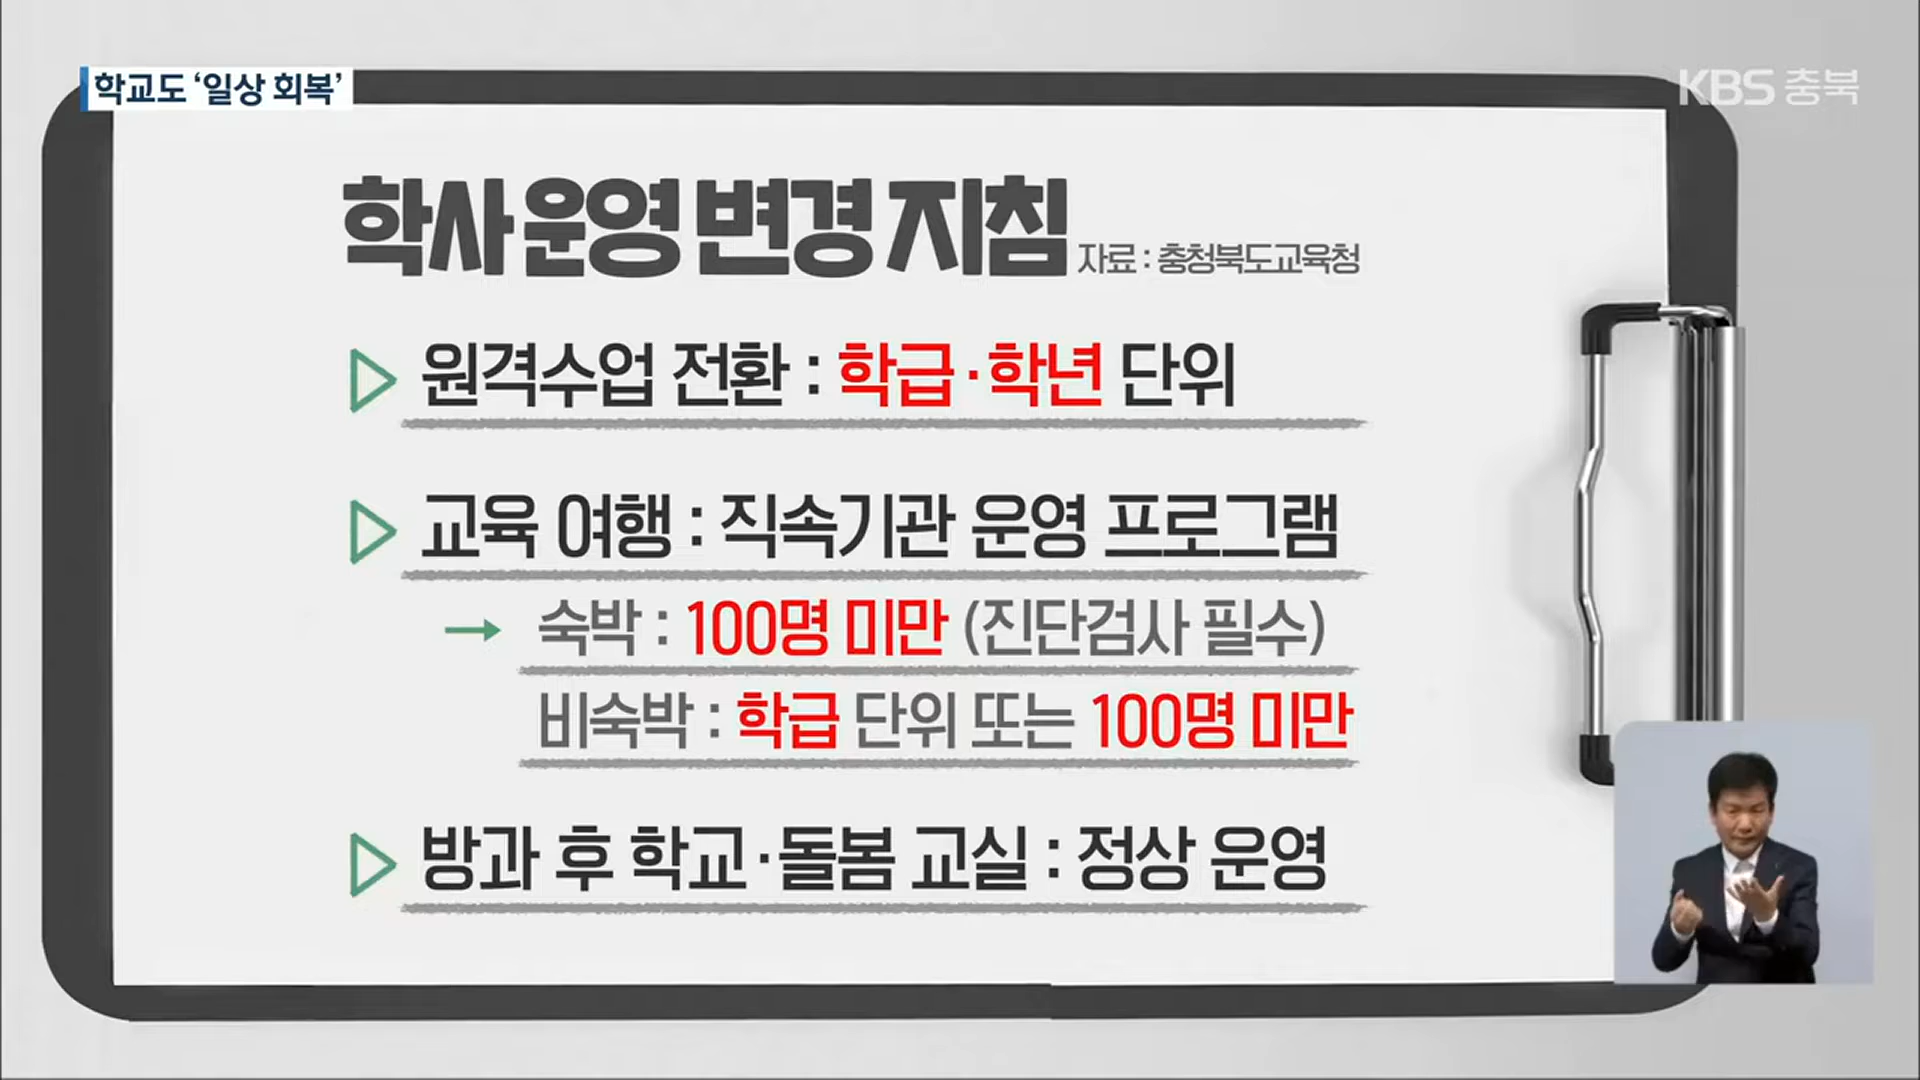 학교도 ‘일상 회복’
KBS 충북
학사 운영 변경 지침 자료 : 충청북도교육청
원격수업 전환 : 학급·학년 단위
교육 여행 : 직속기관 운영 프로그램
→ 숙박 : 100명 미만 (진단검사 필수)
비숙박 : 학급 단위 또는 100명 미만
방과 후 학교·돌봄 교실 : 정상 운영